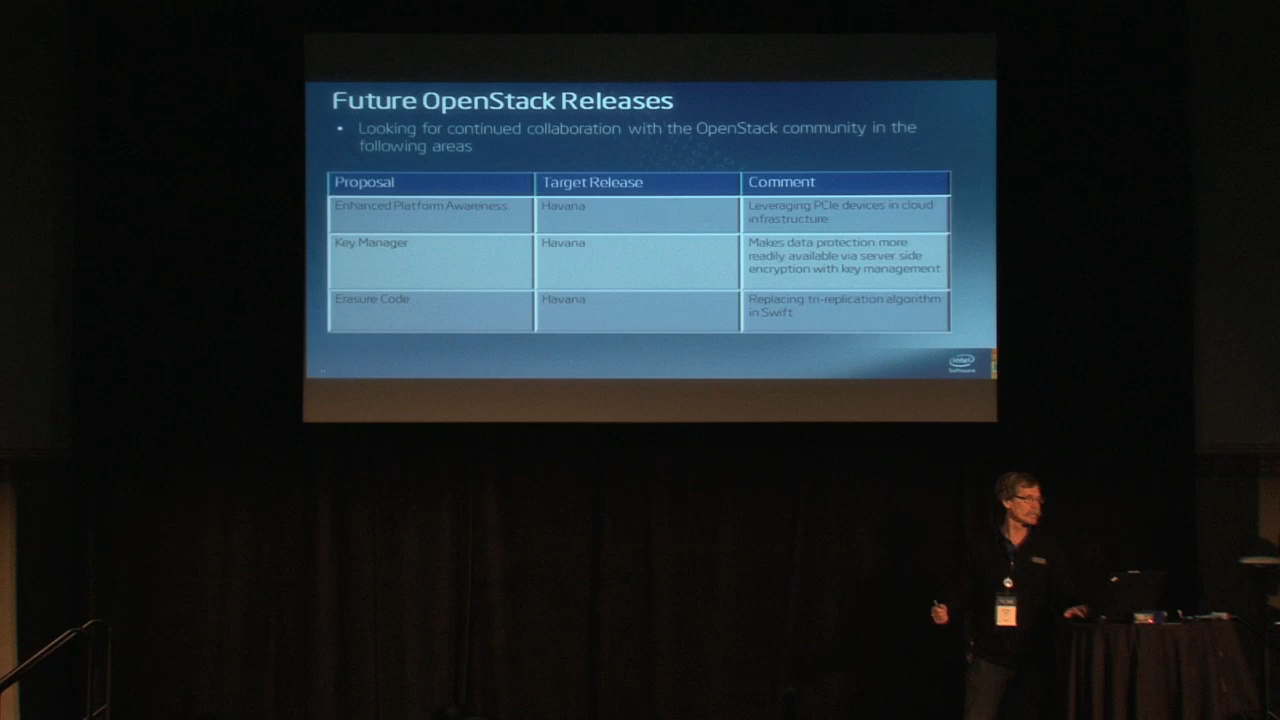 Future OpenStack Releases
• Looking for continued collaboration with the OpenStack community in the
following areas
Proposal Target Release Comment
Enhanced Platform Awareness Havana Leveraging PCIe devices in cloud
infrastructure
Key Manager Havana Makes data protection more
readily available via server side
encryption with key management
Erasure Code Havana Replacing tri-replication algorithm
in Swift
intel
Software